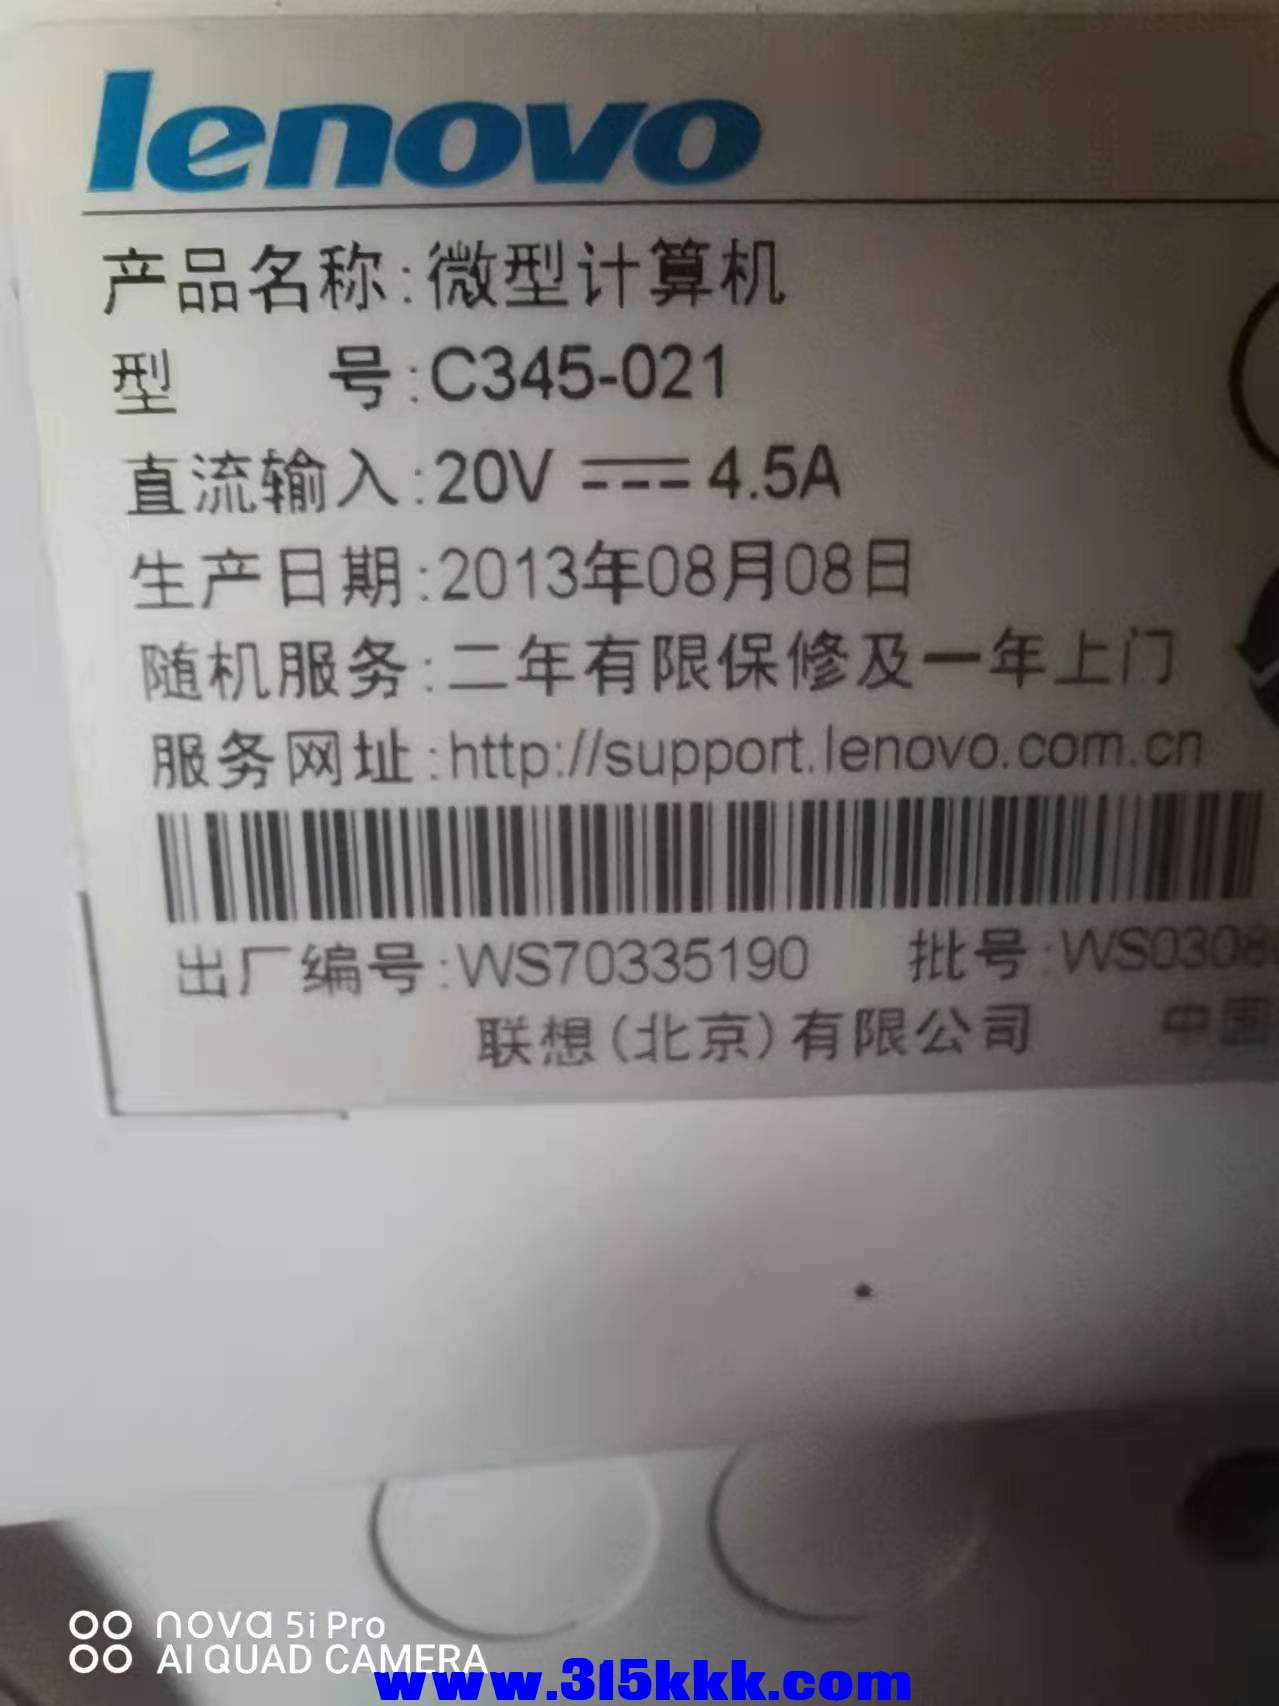 lenovo
产品名称:微型计算机
型 号:C345-021
直流输入:20V 4.5A
生产日期:2013年08月08日
随机服务:二年有限保修及一年上门
服务网址:http://support.lenovo.com.cn
出厂编号:WS70335190 批号:WS0308
联想(北京)有限公司 中国
nova 5i Pro
AI QUAD CAMERA
www.315kkk.com